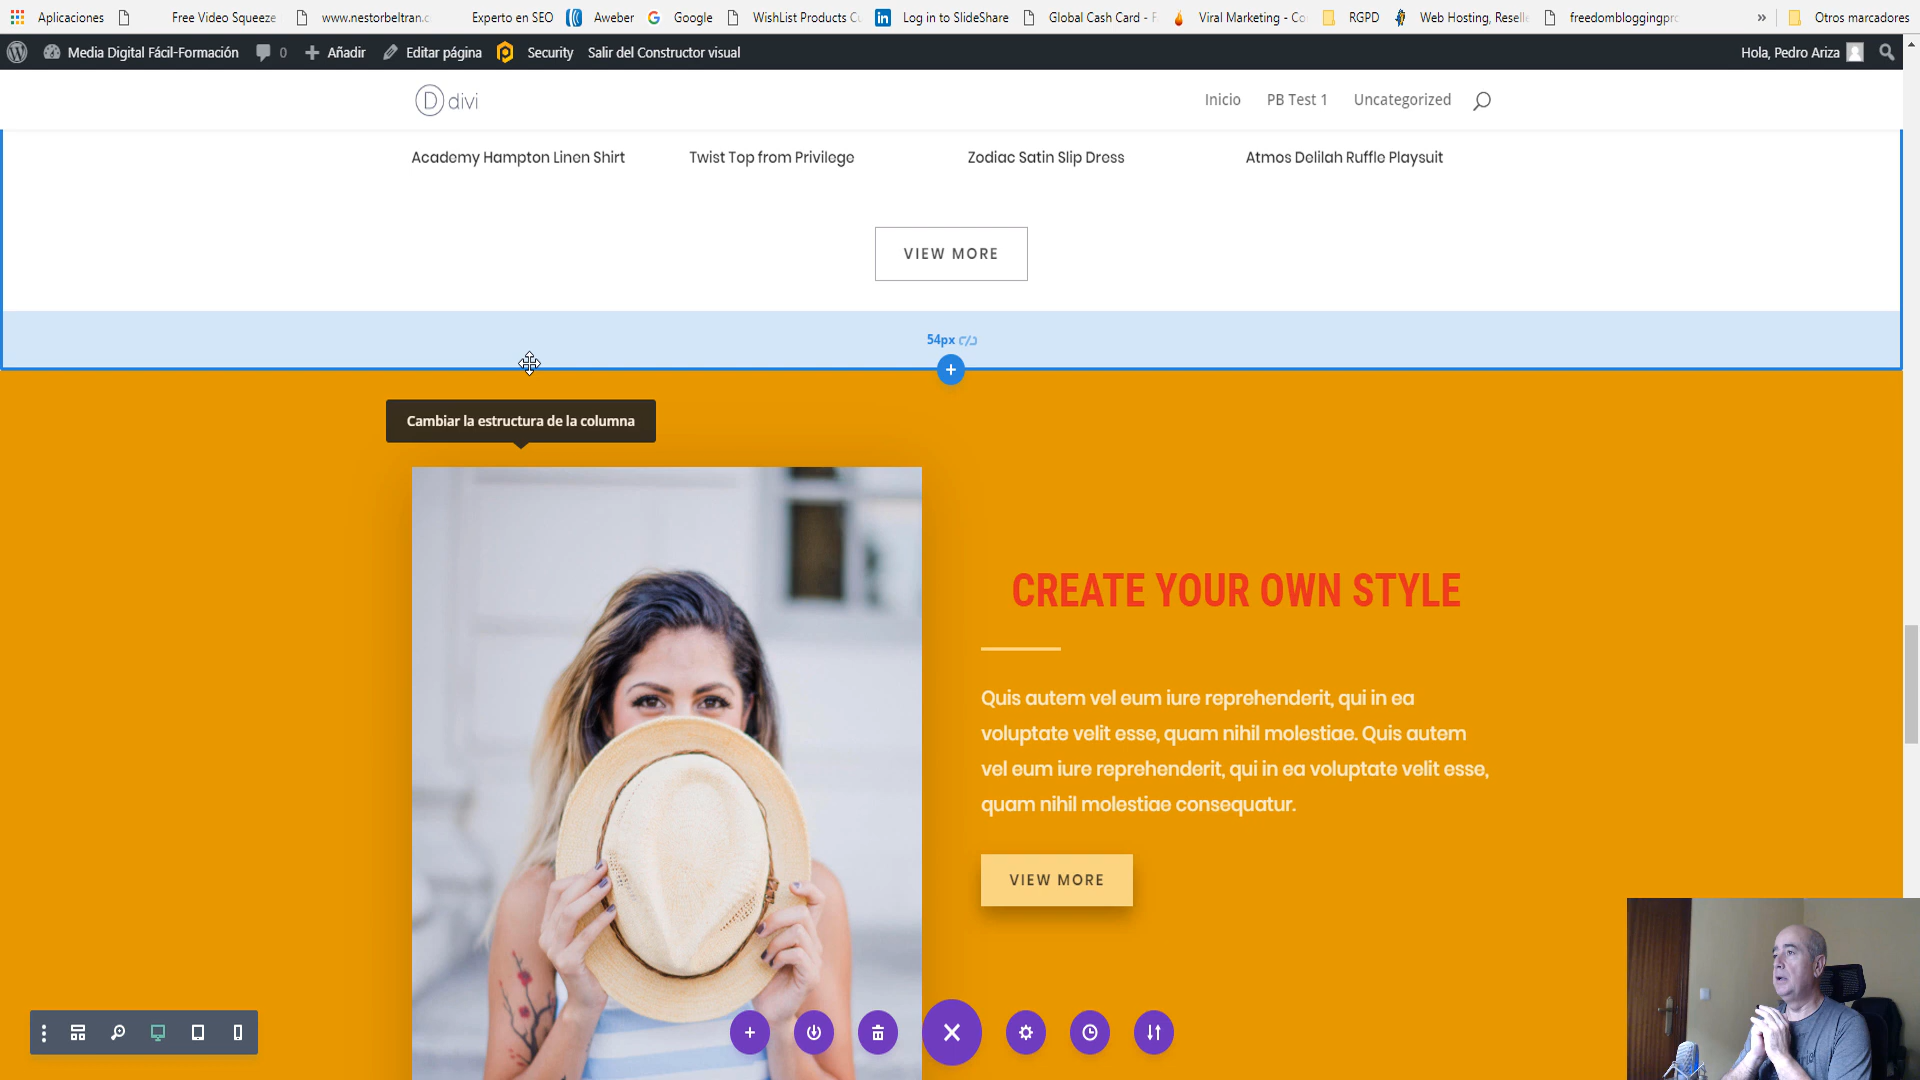 Aplicaciones Free Video Squeeze www.nestorbeltran.c Experto en SEO Aweber Google WishList Products Cu Log in to SlideShare Global Cash Card - F Viral Marketing - Co RGPD Web Hosting, Reselle freedombloggingpro » Otros marcadores
Media Digital Fácil-Formación 0 Añadir Editar página Security Salir del Constructor visual Hola, Pedro Ariza
D divi Inicio PB Test 1 Uncategorized
Academy Hampton Linen Shirt Twist Top from Privilege Zodiac Satin Slip Dress Atmos Delilah Ruffle Playsuit
VIEW MORE
54px
Cambiar la estructura de la columna
CREATE YOUR OWN STYLE
Quis autem vel eum iure reprehenderit, qui in ea
voluptate velit esse, quam nihil molestiae. Quis autem
vel eum iure reprehenderit, qui in ea voluptate velit esse,
quam nihil molestiae consequatur.
VIEW MORE